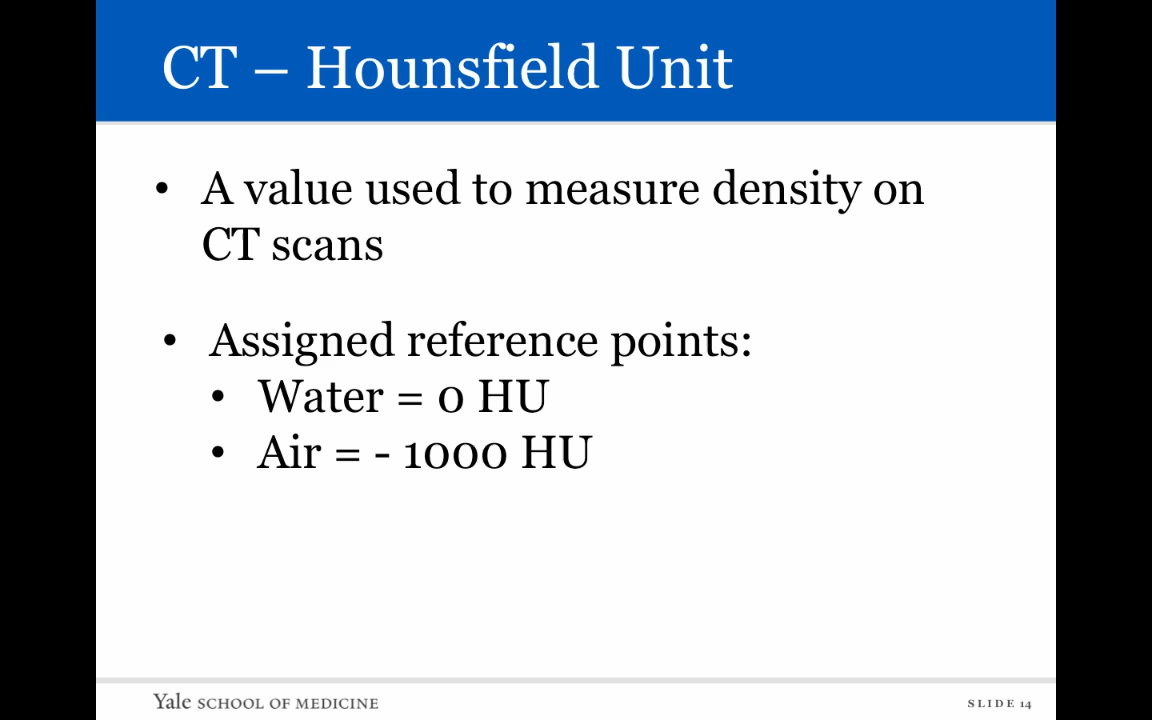 CT – Hounsfield Unit
• A value used to measure density on
CT scans
• Assigned reference points:
• Water = 0 HU
• Air = - 1000 HU
Yale SCHOOL OF MEDICINE
SLIDE 14